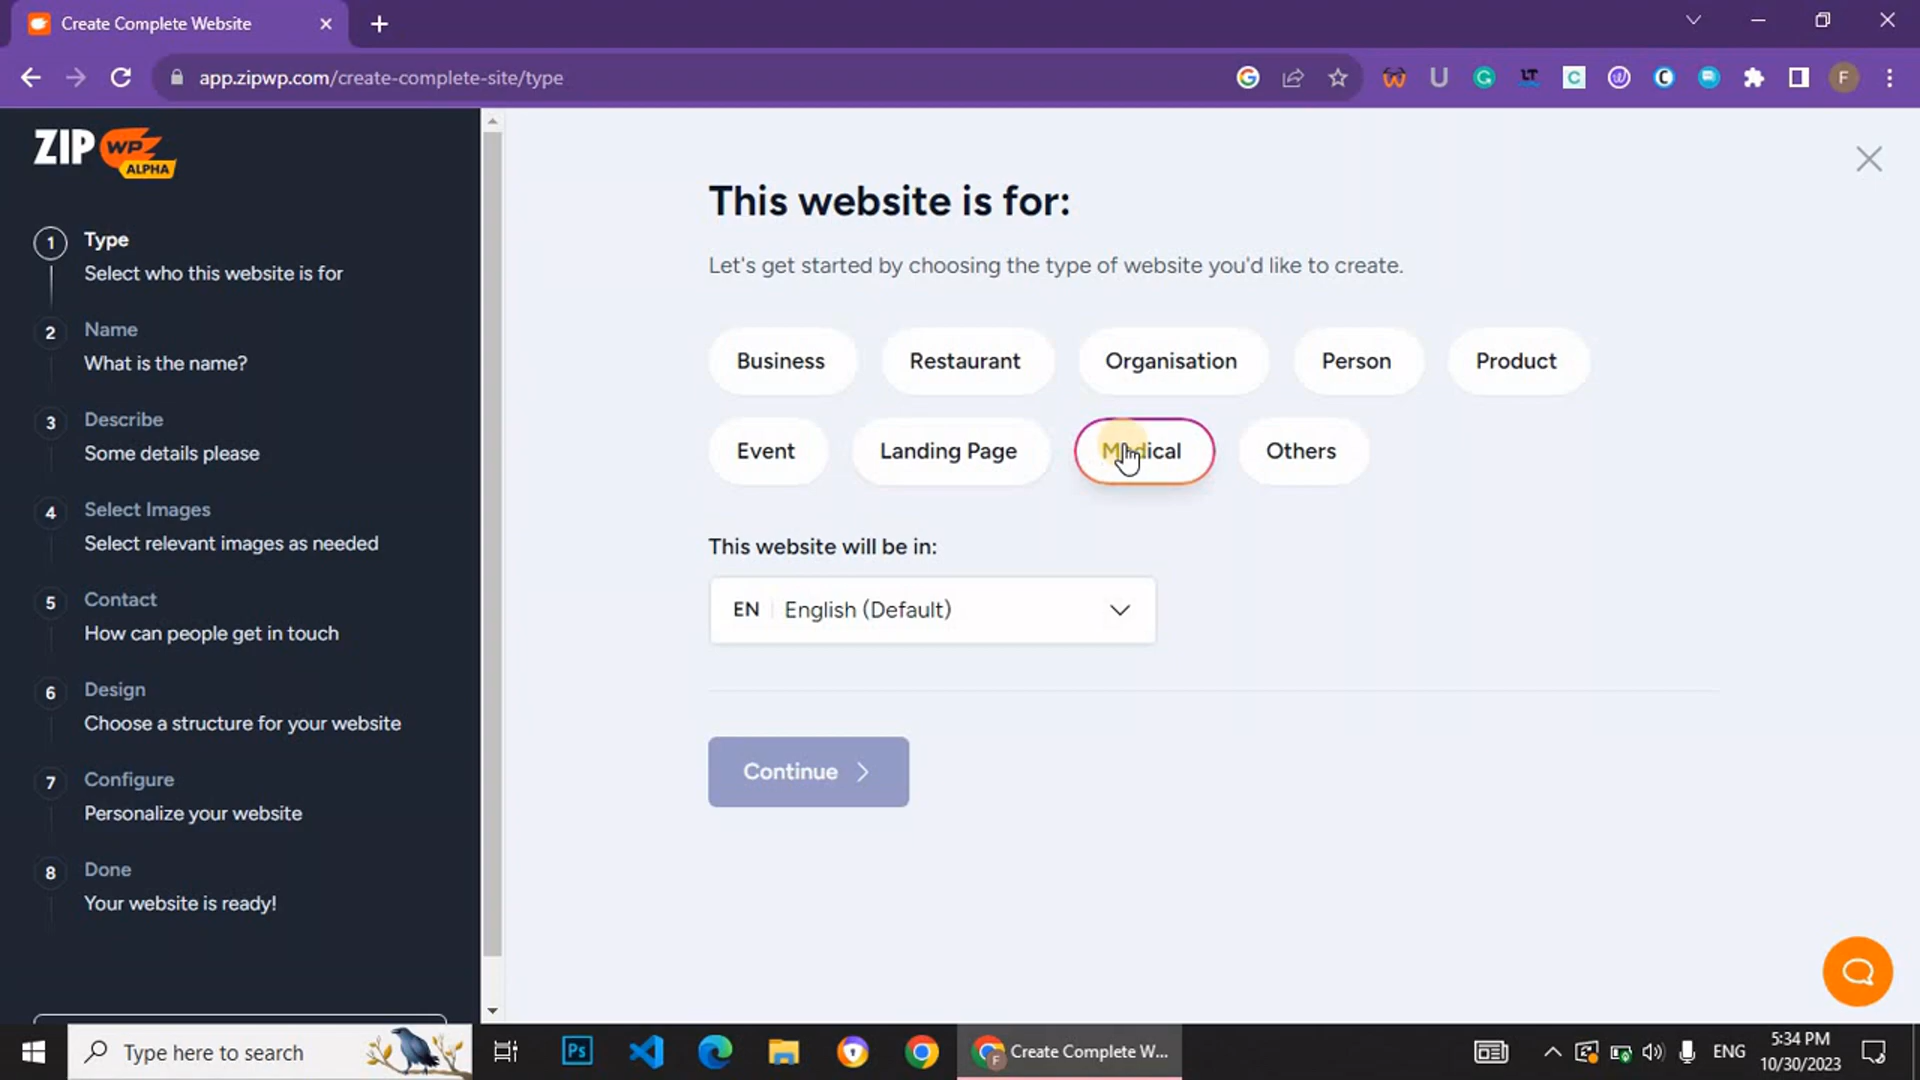 Create Complete Website
app.zipwp.com/create-complete-site/type
F
ZIP WP ALPHA
1 Type
Select who this website is for
2 Name
What is the name?
3 Describe
Some details please
4 Select Images
Select relevant images as needed
5 Contact
How can people get in touch
6 Design
Choose a structure for your website
7 Configure
Personalize your website
8 Done
Your website is ready!
This website is for:
Let's get started by choosing the type of website you'd like to create.
Business Restaurant Organisation Person Product
Event Landing Page Medical Others
This website will be in:
EN English (Default)
Continue
Type here to search
Ps
F
Create Complete W...
ENG
5:34 PM
10/30/2023